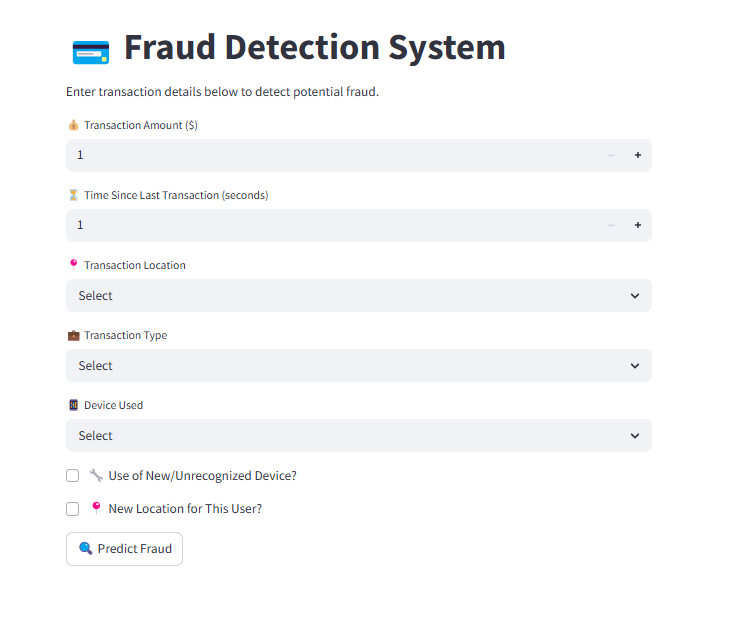 Fraud Detection System
Enter transaction details below to detect potential fraud.
Transaction Amount ($)
1
Time Since Last Transaction (seconds)
1
Transaction Location
Select
Transaction Type
Select
Device Used
Select
Use of New/Unrecognized Device?
New Location for This User?
Predict Fraud